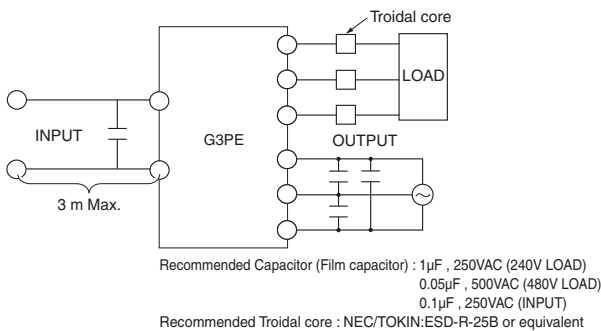 Troidal core
LOAD
INPUT
G3PE
OUTPUT
3 m Max.
Recommended Capacitor (Film capacitor) : 1µF , 250VAC (240V LOAD)
0.05µF , 500VAC (480V LOAD)
0.1µF , 250VAC (INPUT)
Recommended Troidal core : NEC/TOKIN:ESD-R-25B or equivalent